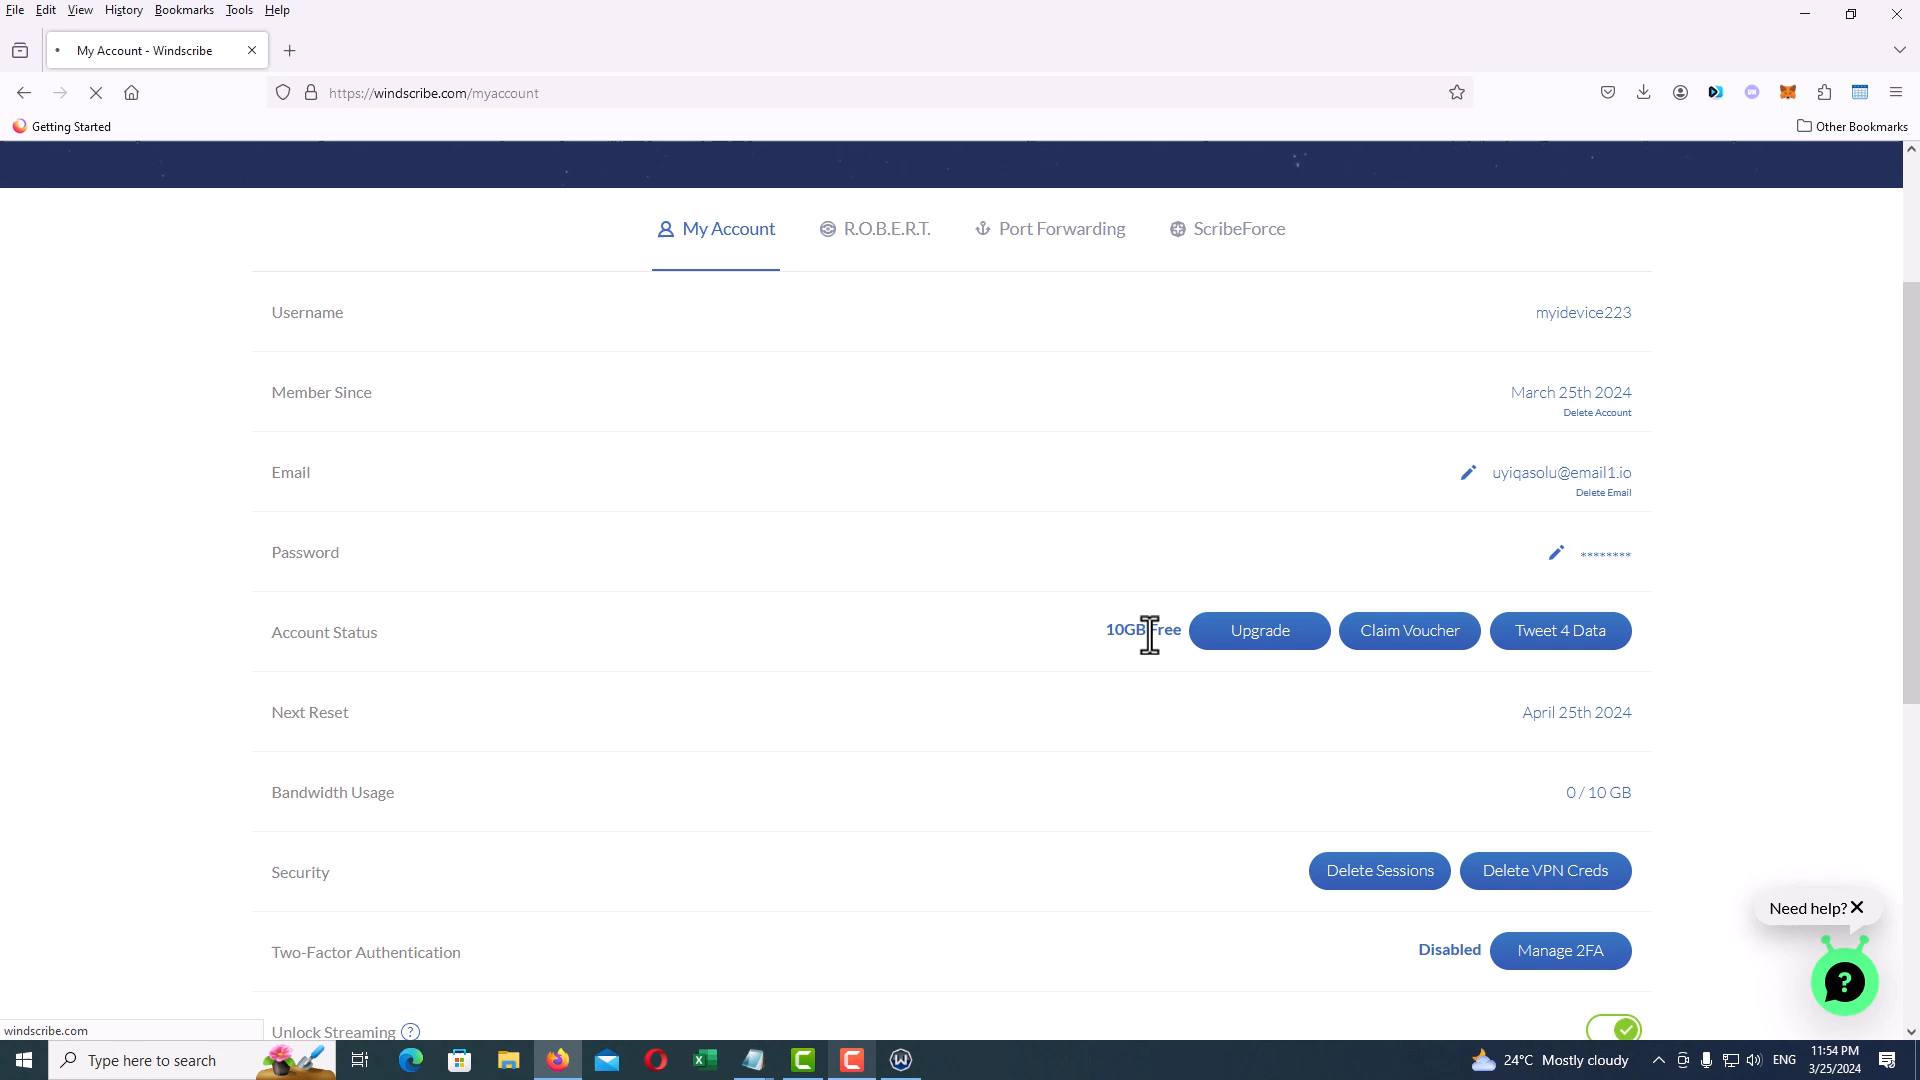 File Edit View History Bookmarks Tools Help
My Account - Windscribe
https://windscribe.com/myaccount
Getting Started
Other Bookmarks
My Account
R.O.B.E.R.T.
Port Forwarding
ScribeForce
Username
myidevice223
Member Since
March 25th 2024
Delete Account
Email
uyiqasolu@email1.io
Delete Email
Password
********
Account Status
10GB Free
Upgrade
Claim Voucher
Tweet 4 Data
Next Reset
April 25th 2024
Bandwidth Usage
0 / 10 GB
Security
Delete Sessions
Delete VPN Creds
Need help?
Two-Factor Authentication
Disabled
Manage 2FA
Unlock Streaming ?
windscribe.com
Type here to search
24°C Mostly cloudy
ENG
11:54 PM
3/25/2024